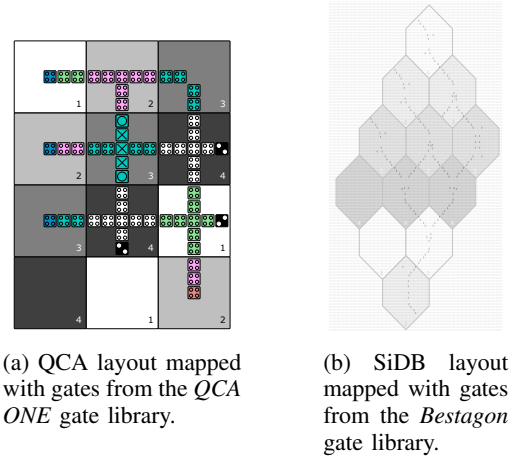 1 2 3
2 3 4
3 4 1
4 1 2
(a) QCA layout mapped
with gates from the QCA
ONE gate library.
(b) SiDB layout
mapped with gates
from the Bestagon
gate library.